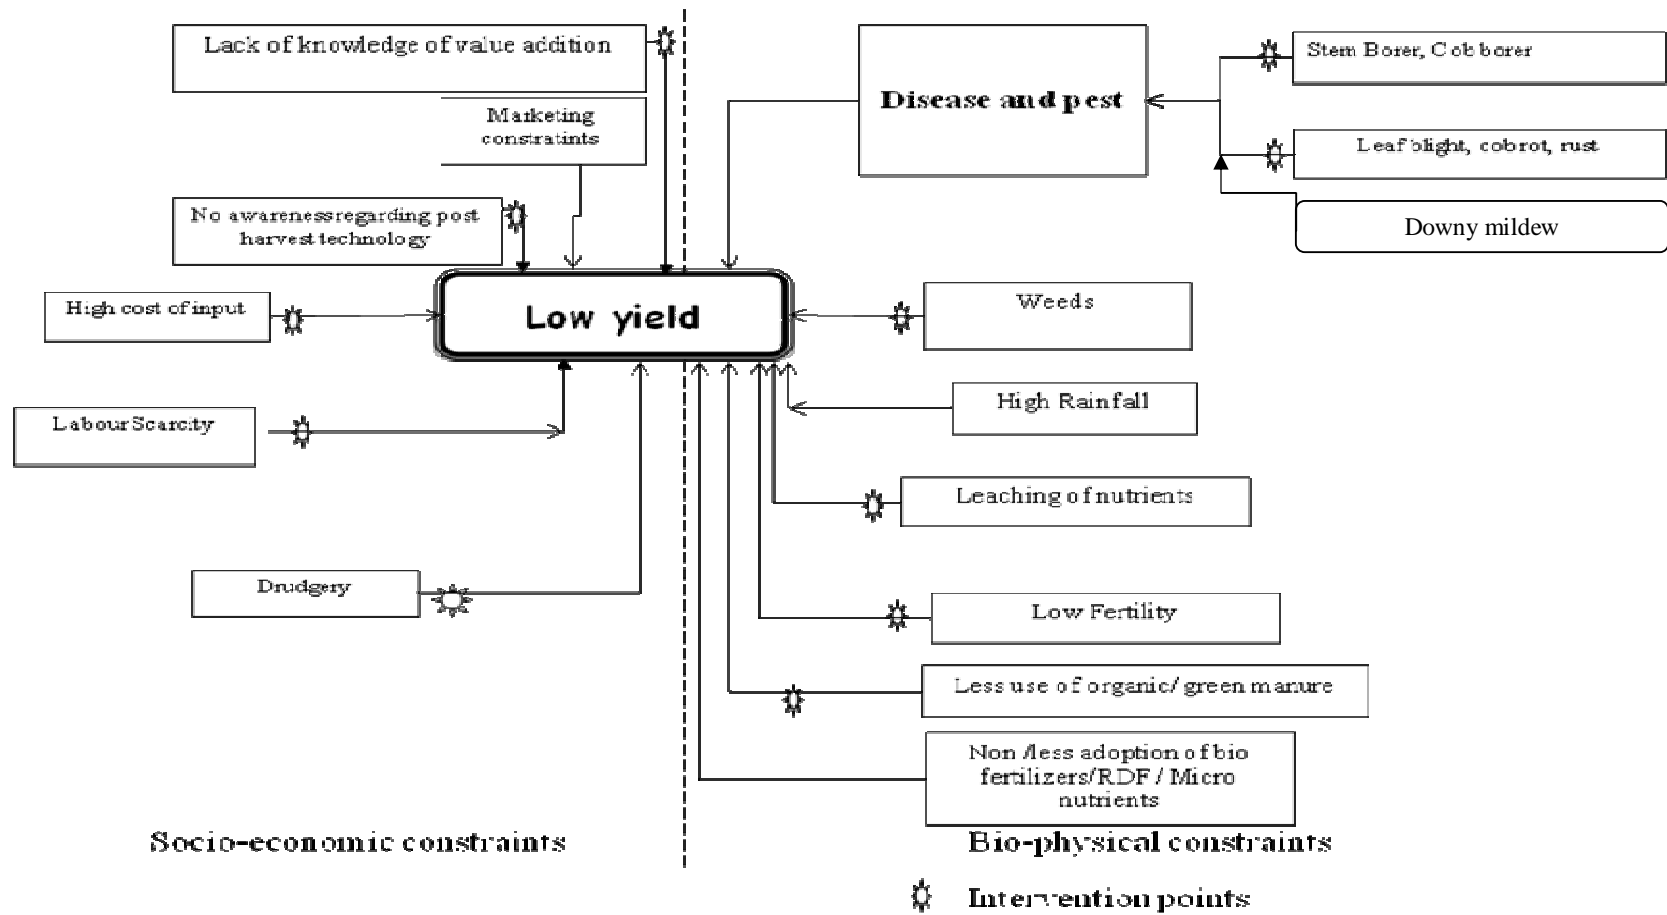 Lack of knowledge of value addition
Marketing
constratints
No awareness regarding post
harvest technology
High cost of input
Labour Scarcity
Drudgery
Low yield
Disease and pest
Stem Borer, Cob borer
Leaf blight, cobrot, rust
Downy mildew
Weeds
High Rainfall
Leaching of nutrients
Low Fertility
Less use of organic/ green manure
Non /less adoption of bio
fertilizers/RDF / Micro
nutrients
Socio-economic constraints
Bio-physical constraints
Intervention points